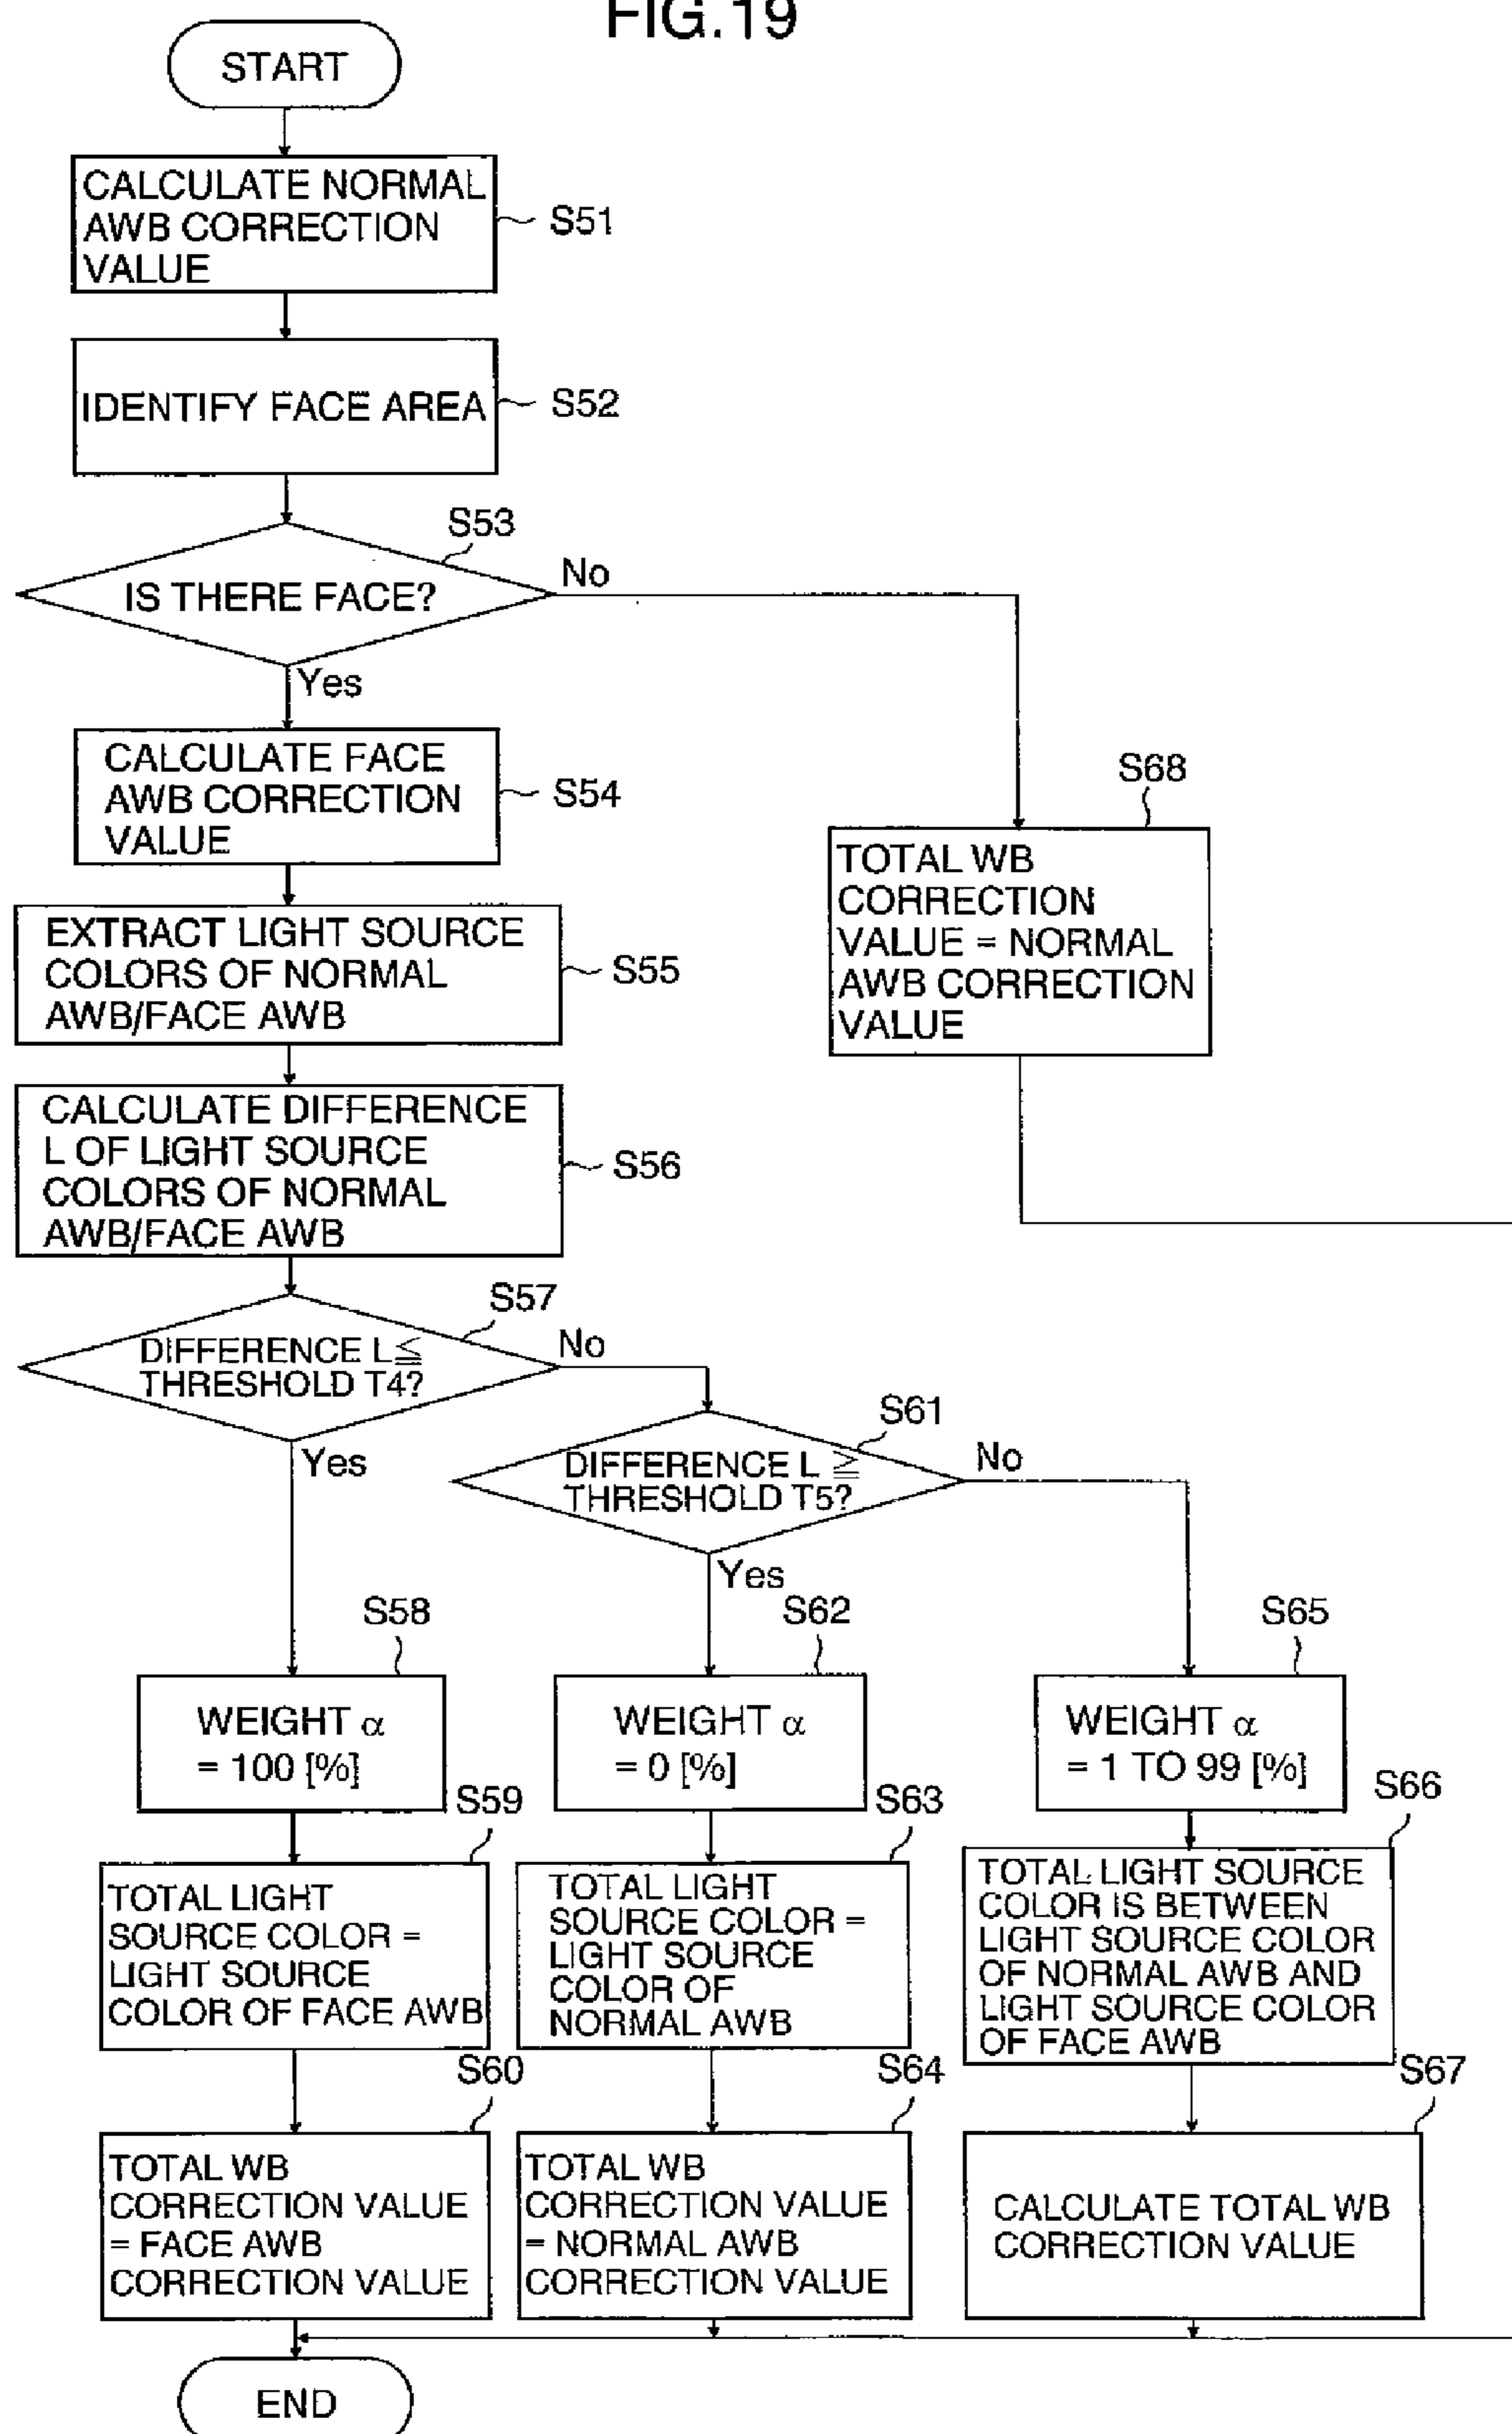 FIG.19
START
CALCULATE NORMAL
AWB CORRECTION
VALUE
S51
IDENTIFY FACE AREA
S52
S53
IS THERE FACE?
No
Yes
CALCULATE FACE
AWB CORRECTION
VALUE
S54
S68
TOTAL WB
CORRECTION
VALUE = NORMAL
AWB CORRECTION
VALUE
EXTRACT LIGHT SOURCE
COLORS OF NORMAL
AWB/FACE AWB
S55
CALCULATE DIFFERENCE
L OF LIGHT SOURCE
COLORS OF NORMAL
AWB/FACE AWB
S56
S57
DIFFERENCE L≦
THRESHOLD T4?
No
Yes
S61
DIFFERENCE L ≧
THRESHOLD T5?
No
Yes
S58
WEIGHT α
= 100 [%]
S62
WEIGHT α
= 0 [%]
S65
WEIGHT α
= 1 TO 99 [%]
S59
TOTAL LIGHT
SOURCE COLOR =
LIGHT SOURCE
COLOR OF FACE AWB
S63
TOTAL LIGHT
SOURCE COLOR =
LIGHT SOURCE
COLOR OF
NORMAL AWB
S66
TOTAL LIGHT SOURCE
COLOR IS BETWEEN
LIGHT SOURCE COLOR
OF NORMAL AWB AND
LIGHT SOURCE COLOR
OF FACE AWB
S60
TOTAL WB
CORRECTION VALUE
= FACE AWB
CORRECTION VALUE
S64
TOTAL WB
CORRECTION VALUE
= NORMAL AWB
CORRECTION VALUE
S67
CALCULATE TOTAL WB
CORRECTION VALUE
END